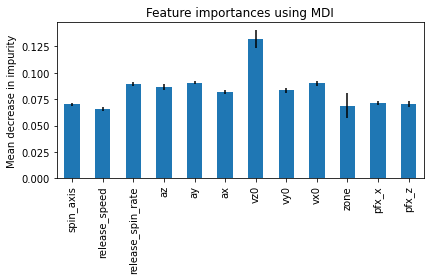 Feature importances using MDI
Mean decrease in impurity
0.125
0.100
0.075
0.050
0.025
0.000
spin_axis
release_speed
release_spin_rate
az
ay
ax
vz0
vy0
vx0
zone
pfx_x
pfx_z